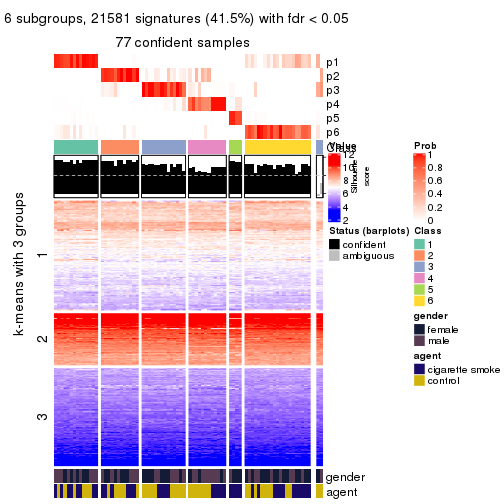 6 subgroups, 21581 signatures (41.5%) with fdr < 0.05
77 confident samples
p1
p2
p3
p4
p5
p6
Class
Silhouette
score
k-means with 3 groups
1
2
3
gender
agent
Value
12
10
8
6
4
2
Prob
1
0.8
0.6
0.4
0.2
0
Status (barplots)
confident
ambiguous
Class
1
2
3
4
5
6
gender
female
male
agent
cigarette smoke
control